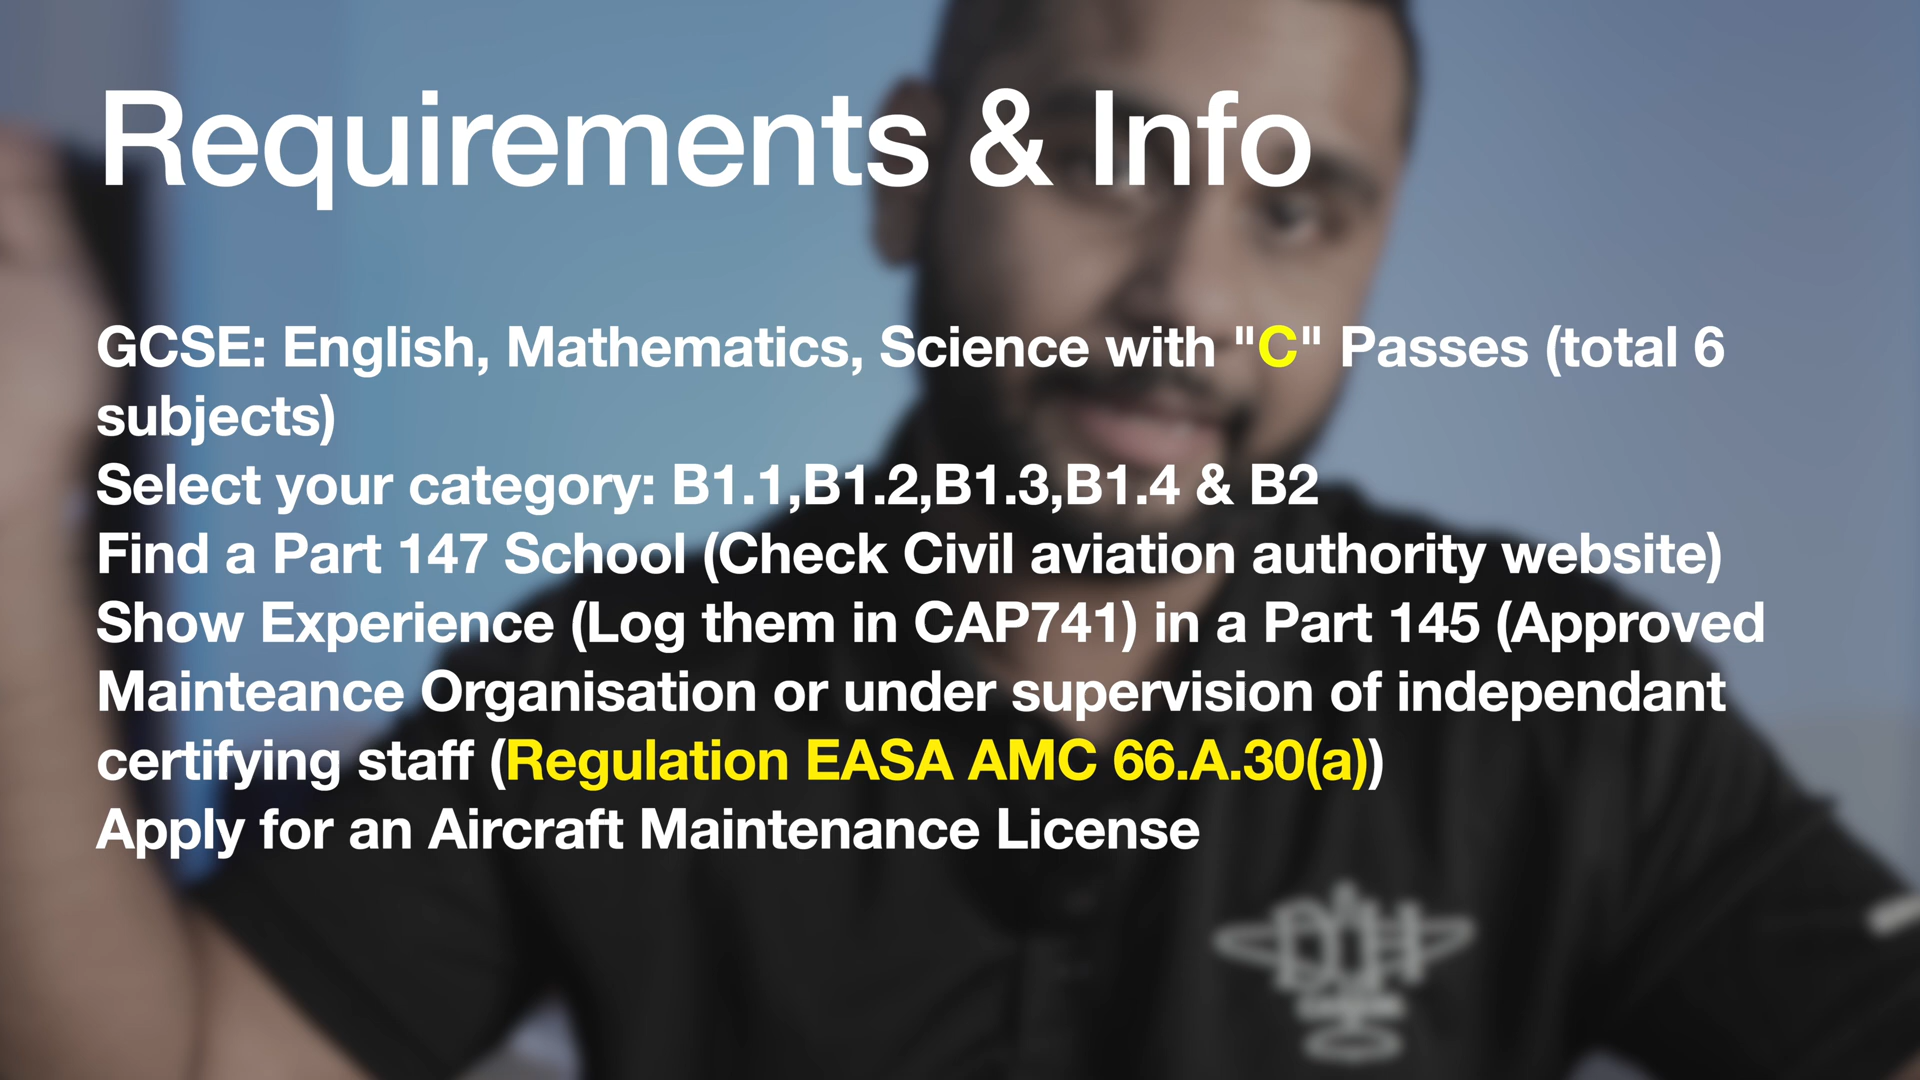 Requirements & Info
GCSE: English, Mathematics, Science with "C" Passes (total 6
subjects)
Select your category: B1.1,B1.2,B1.3,B1.4 & B2
Find a Part 147 School (Check Civil aviation authority website)
Show Experience (Log them in CAP741) in a Part 145 (Approved
Mainteance Organisation or under supervision of independant
certifying staff (Regulation EASA AMC 66.A.30(a))
Apply for an Aircraft Maintenance License